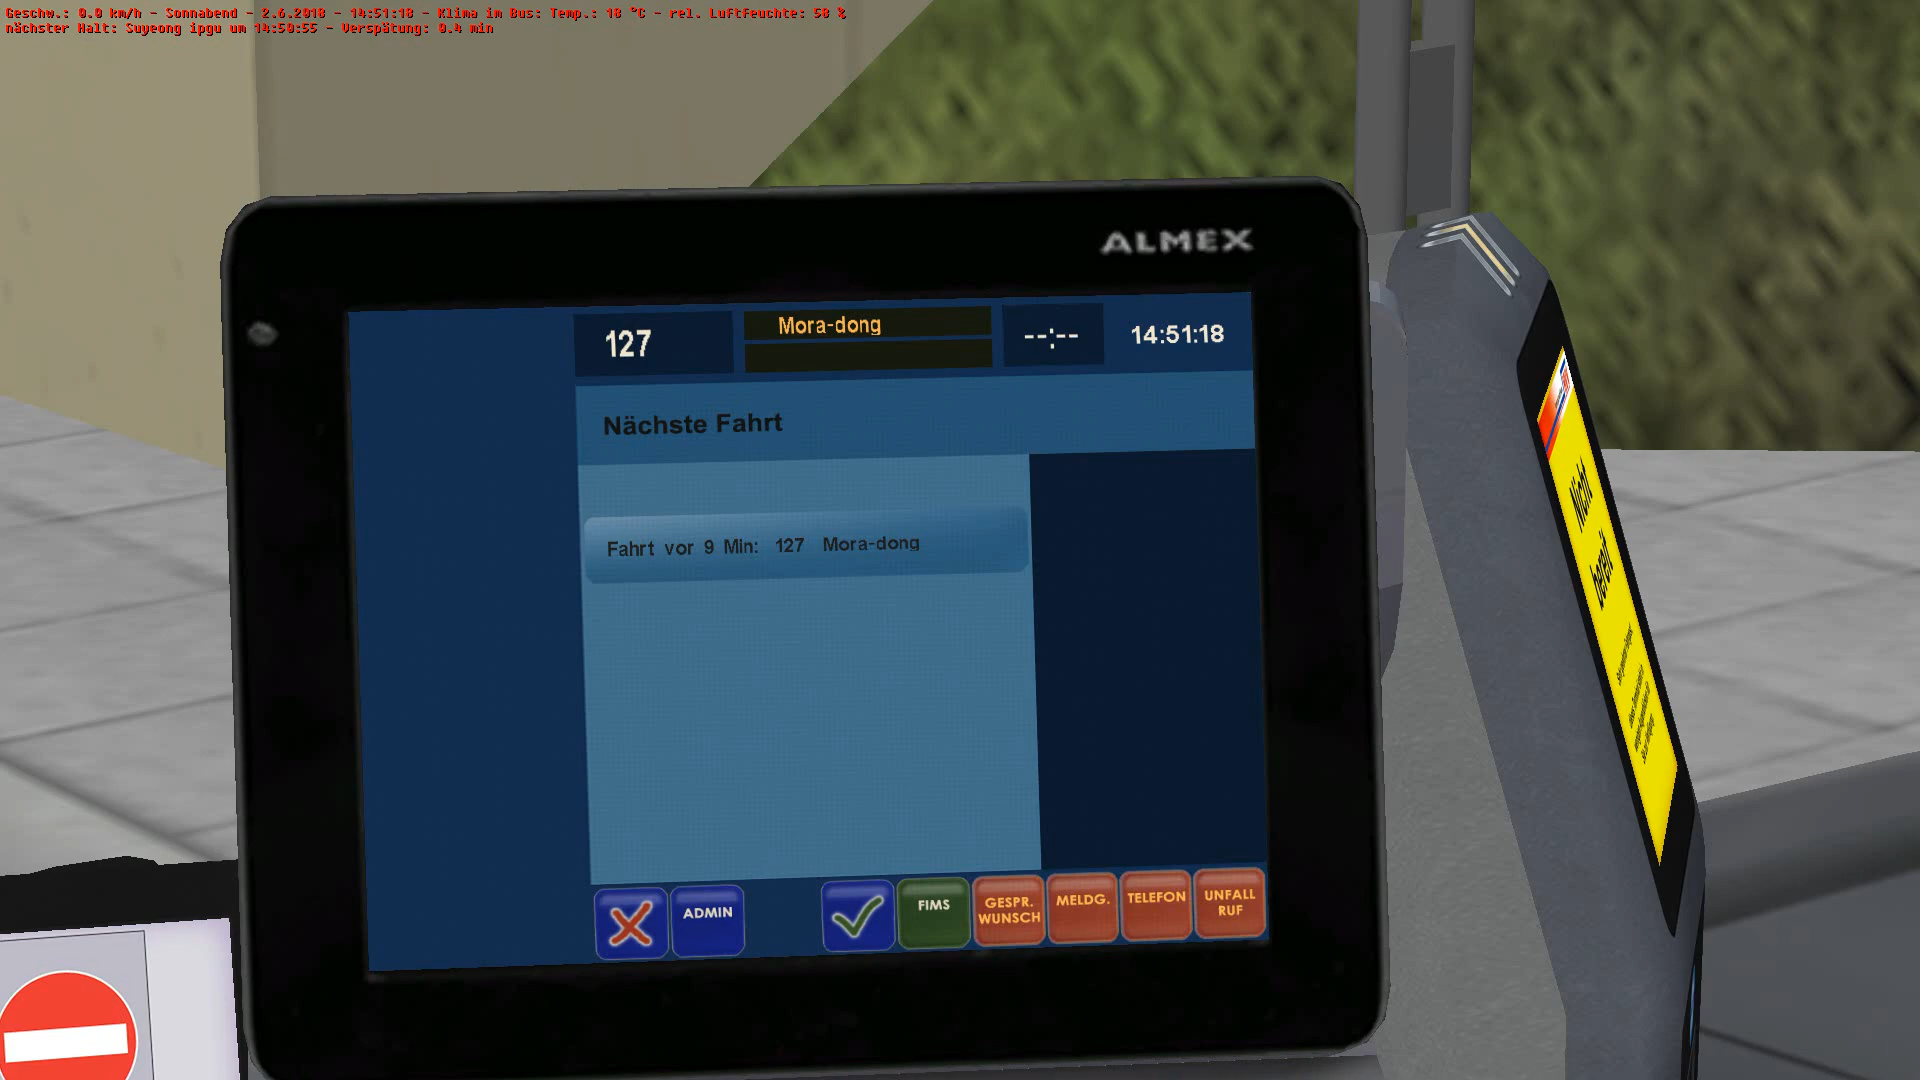 Geschw.: 0.0 km/h - Sonnabend - 2.6.2018 - 14:51:18 - Klima im Bus: Temp.: 18 °C - rel. Luftfeuchte: 50 %
nächster Halt: Suyeong ipgu um 14:50:55 - Verspätung: 0.4 min
ALMEX
127
Mora-dong
--:--
14:51:18
Nächste Fahrt
Fahrt vor 9 Min: 127 Mora-dong
ADMIN
FIMS
GESPR.
WUNSCH
MELDG.
TELEFON
UNFALL
RUF
Nicht
bereit